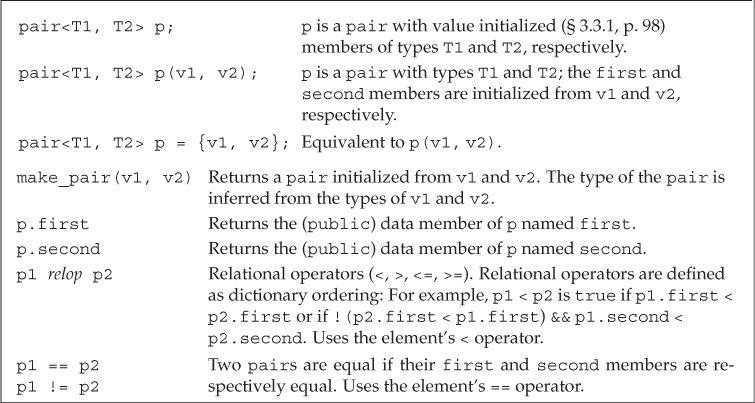 pair<T1, T2> p; p is a pair with value initialized (§ 3.3.1, p. 98)
members of types T1 and T2, respectively.
pair<T1, T2> p(v1, v2); p is a pair with types T1 and T2; the first and
second members are initialized from v1 and v2,
respectively.
pair<T1, T2> p = {v1, v2}; Equivalent to p(v1, v2).
make_pair(v1, v2) Returns a pair initialized from v1 and v2. The type of the pair is
inferred from the types of v1 and v2.
p.first Returns the (public) data member of p named first.
p.second Returns the (public) data member of p named second.
p1 relop p2 Relational operators (<, >, <=, >=). Relational operators are defined
as dictionary ordering: For example, p1 < p2 is true if p1.first <
p2.first or if !(p2.first < p1.first) && p1.second <
p2.second. Uses the element's < operator.
p1 == p2 Two pairs are equal if their first and second members are re-
p1 != p2 spectively equal. Uses the element's == operator.